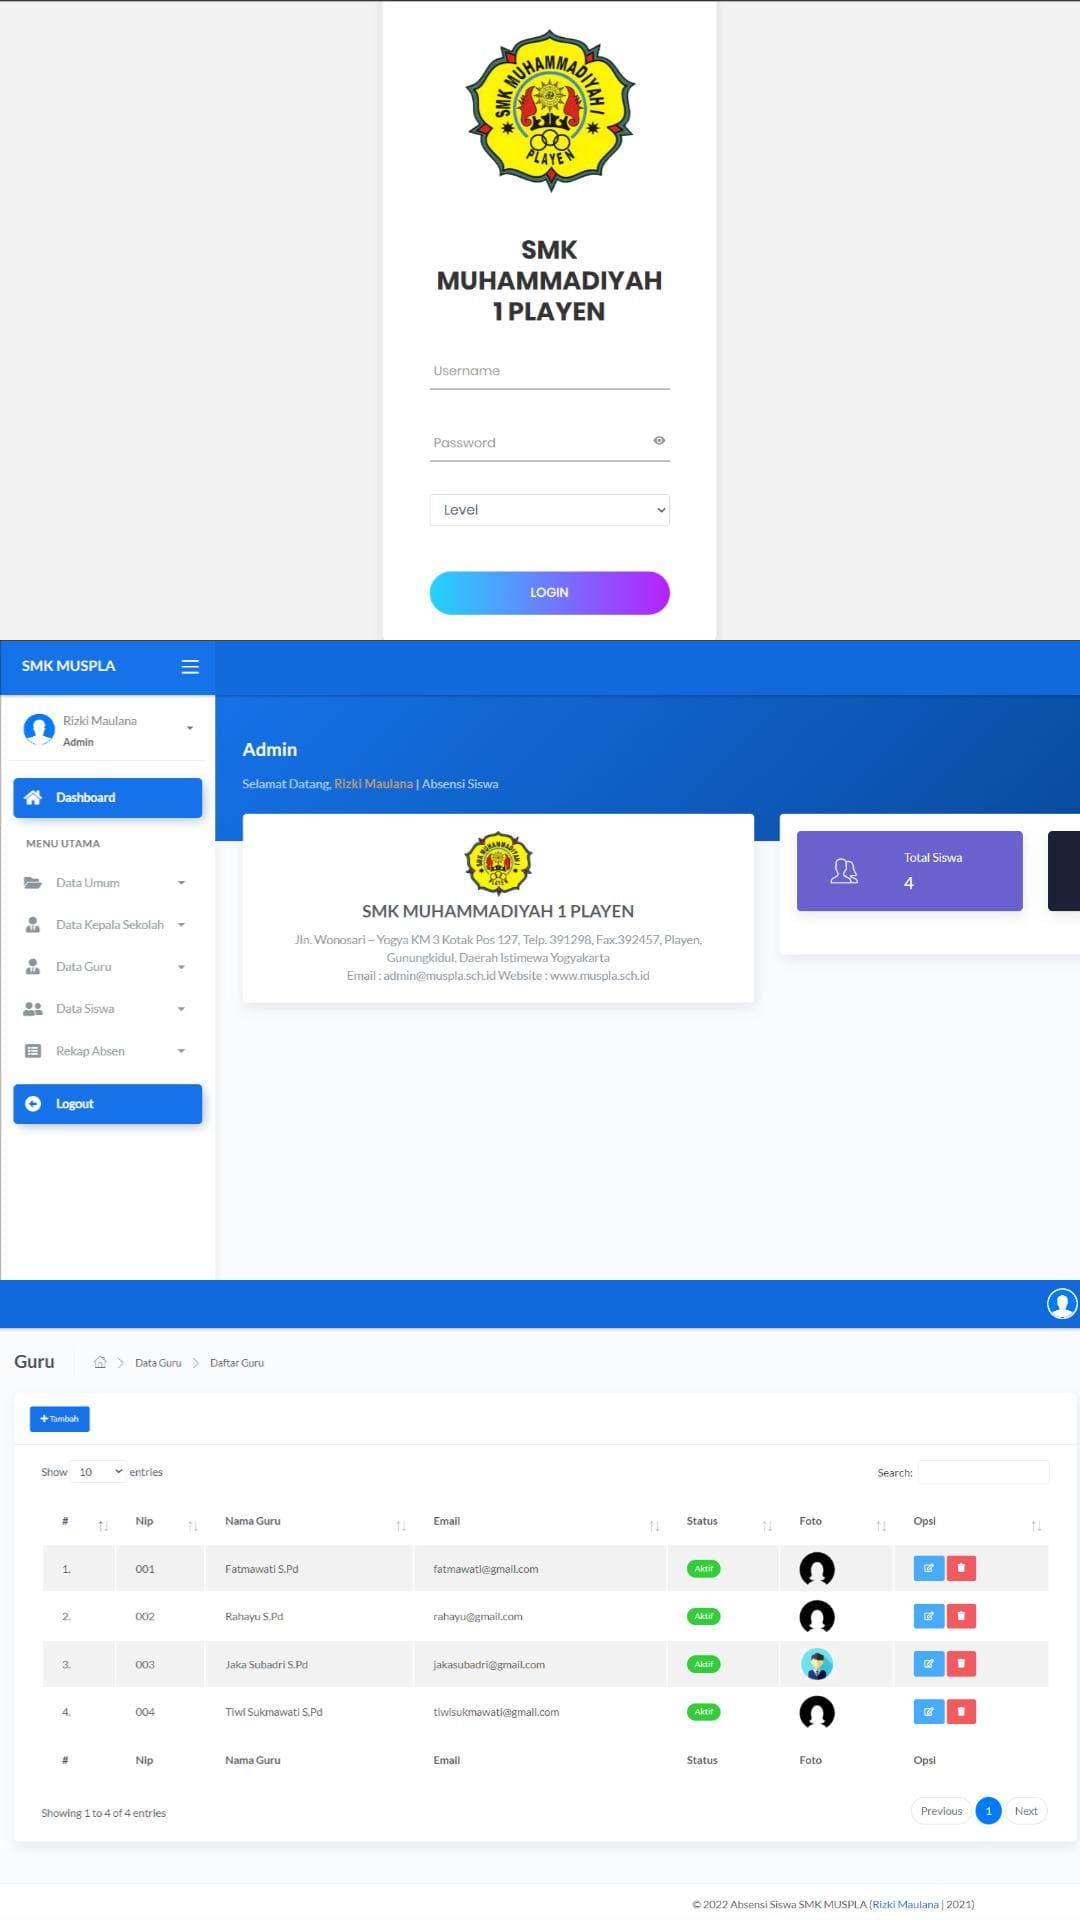 SMK MUHAMMADIYAH 1
PLAYEN
SMK
MUHAMMADIYAH
1 PLAYEN
Username
Password
Level
LOGIN
SMK MUSPLA
Rizki Maulana
Admin
Dashboard
MENU UTAMA
Data Umum
Data Kepala Sekolah
Data Guru
Data Siswa
Rekap Absen
Logout
Admin
Selamat Datang, Rizki Maulana | Absensi Siswa
SMK MUHAMMADIYAH 1 PLAYEN
Jln. Wonosari – Yogya KM 3 Kotak Pos 127, Telp. 391298, Fax.392457, Playen,
Gunungkidul, Daerah Istimewa Yogyakarta
Email : admin@muspla.sch.id Website : www.muspla.sch.id
Total Siswa
4
Guru Data Guru Daftar Guru
Tambah
Show 10 entries Search:
# Nip Nama Guru Email Status Foto Opsi
1. 001 Fatmawati S.Pd fatmawati@gmail.com Aktif
2. 002 Rahayu S.Pd rahayu@gmail.com Aktif
3. 003 Jaka Subadri S.Pd jakasubadri@gmail.com Aktif
4. 004 Tiwi Sukmawati S.Pd tiwisukmawati@gmail.com Aktif
# Nip Nama Guru Email Status Foto Opsi
Showing 1 to 4 of 4 entries Previous 1 Next
© 2022 Absensi Siswa SMK MUSPLA (Rizki Maulana | 2021)